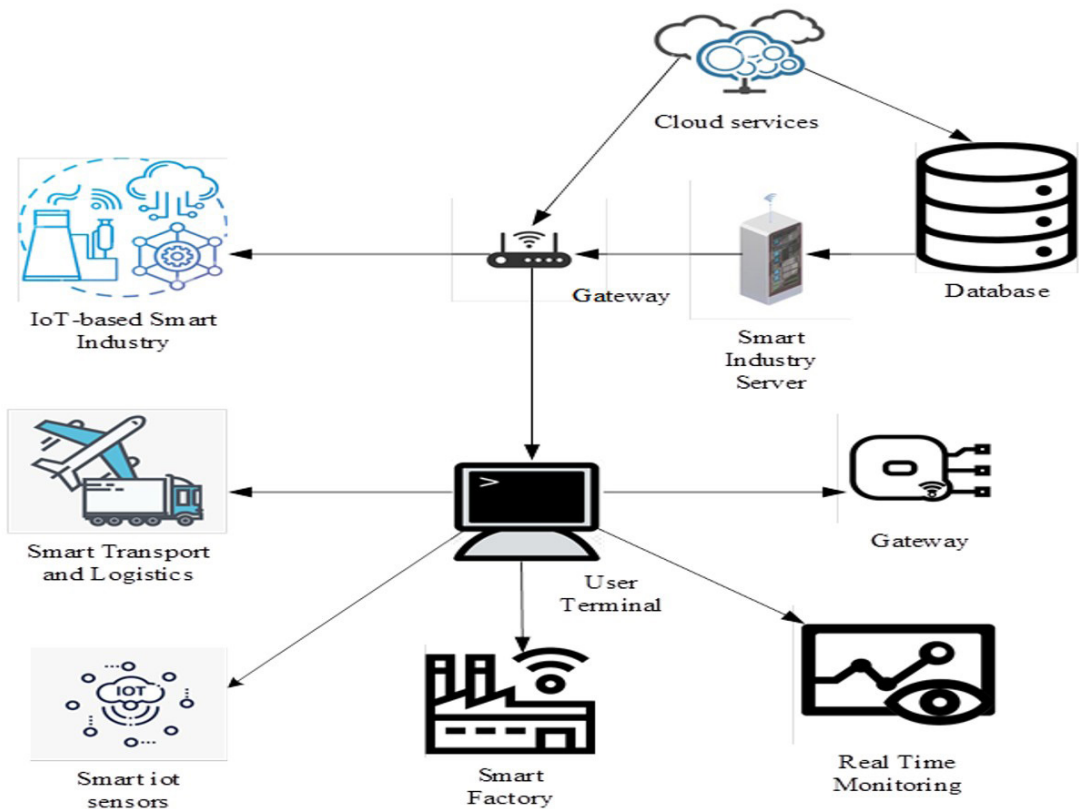 Cloud services
IoT-based Smart
Industry
Gateway
Smart
Industry
Server
Database
Smart Transport
and Logistics
>
User
Terminal
Gateway
IOT
Smart iot
sensors
Smart
Factory
Real Time
Monitoring